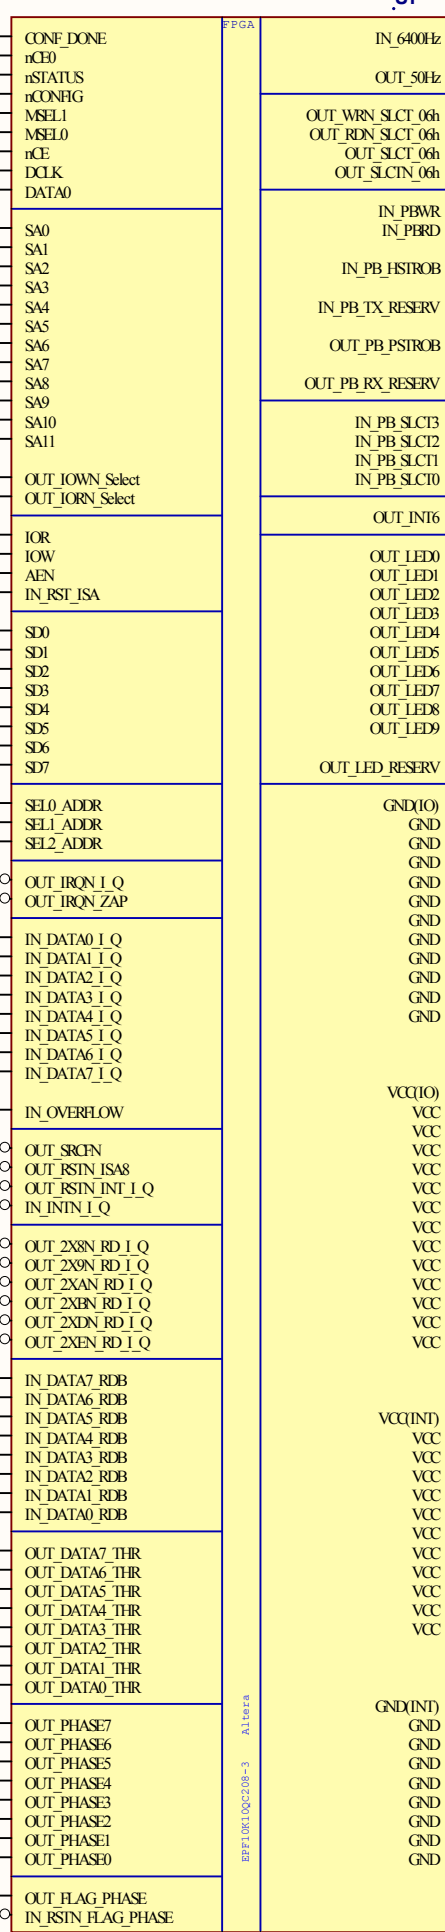 FPGA
CONF_DONE
nCE0
nSTATUS
nCONFIG
MSEL1
MSEL0
nCE
DCLK
DATA0
SA0
SA1
SA2
SA3
SA4
SA5
SA6
SA7
SA8
SA9
SA10
SA11
OUT_IOWN_Select
OUT_IORN_Select
IOR
IOW
AEN
IN_RST_ISA
SD0
SD1
SD2
SD3
SD4
SD5
SD6
SD7
SEL0_ADDR
SEL1_ADDR
SEL2_ADDR
OUT_IRQN_I_Q
OUT_IRQN_ZAP
IN_DATA0_I_Q
IN_DATA1_I_Q
IN_DATA2_I_Q
IN_DATA3_I_Q
IN_DATA4_I_Q
IN_DATA5_I_Q
IN_DATA6_I_Q
IN_DATA7_I_Q
IN_OVERFLOW
OUT_SRCFN
OUT_RSTN_ISA8
OUT_RSTN_INT_I_Q
IN_INTN_I_Q
OUT_2X8N_RD_I_Q
OUT_2X9N_RD_I_Q
OUT_2XAN_RD_I_Q
OUT_2XBN_RD_I_Q
OUT_2XDN_RD_I_Q
OUT_2XEN_RD_I_Q
IN_DATA7_RDB
IN_DATA6_RDB
IN_DATA5_RDB
IN_DATA4_RDB
IN_DATA3_RDB
IN_DATA2_RDB
IN_DATA1_RDB
IN_DATA0_RDB
OUT_DATA7_THR
OUT_DATA6_THR
OUT_DATA5_THR
OUT_DATA4_THR
OUT_DATA3_THR
OUT_DATA2_THR
OUT_DATA1_THR
OUT_DATA0_THR
OUT_PHASE7
OUT_PHASE6
OUT_PHASE5
OUT_PHASE4
OUT_PHASE3
OUT_PHASE2
OUT_PHASE1
OUT_PHASE0
OUT_FLAG_PHASE
IN_RSTN_FLAG_PHASE
EPF10K10QC208-3 Altera
IN_6400Hz
OUT_50Hz
OUT_WRN_SLCT_06h
OUT_RDN_SLCT_06h
OUT_SLCT_06h
OUT_SLCTN_06h
IN_PBWR
IN_PBRD
IN_PB_HSTROB
IN_PB_TX_RESERV
OUT_PB_PSTROB
OUT_PB_RX_RESERV
IN_PB_SLCT3
IN_PB_SLCT2
IN_PB_SLCT1
IN_PB_SLCT0
OUT_INT6
OUT_LED0
OUT_LED1
OUT_LED2
OUT_LED3
OUT_LED4
OUT_LED5
OUT_LED6
OUT_LED7
OUT_LED8
OUT_LED9
OUT_LED_RESERV
GND(IO)
GND
GND
GND
GND
GND
GND
GND
GND
GND
GND
GND
VCC(IO)
VCC
VCC
VCC
VCC
VCC
VCC
VCC
VCC
VCC
VCC
VCC
VCC
VCC
VCC(INT)
VCC
VCC
VCC
VCC
VCC
VCC
VCC
VCC
VCC
VCC
VCC
GND(INT)
GND
GND
GND
GND
GND
GND
GND
GND